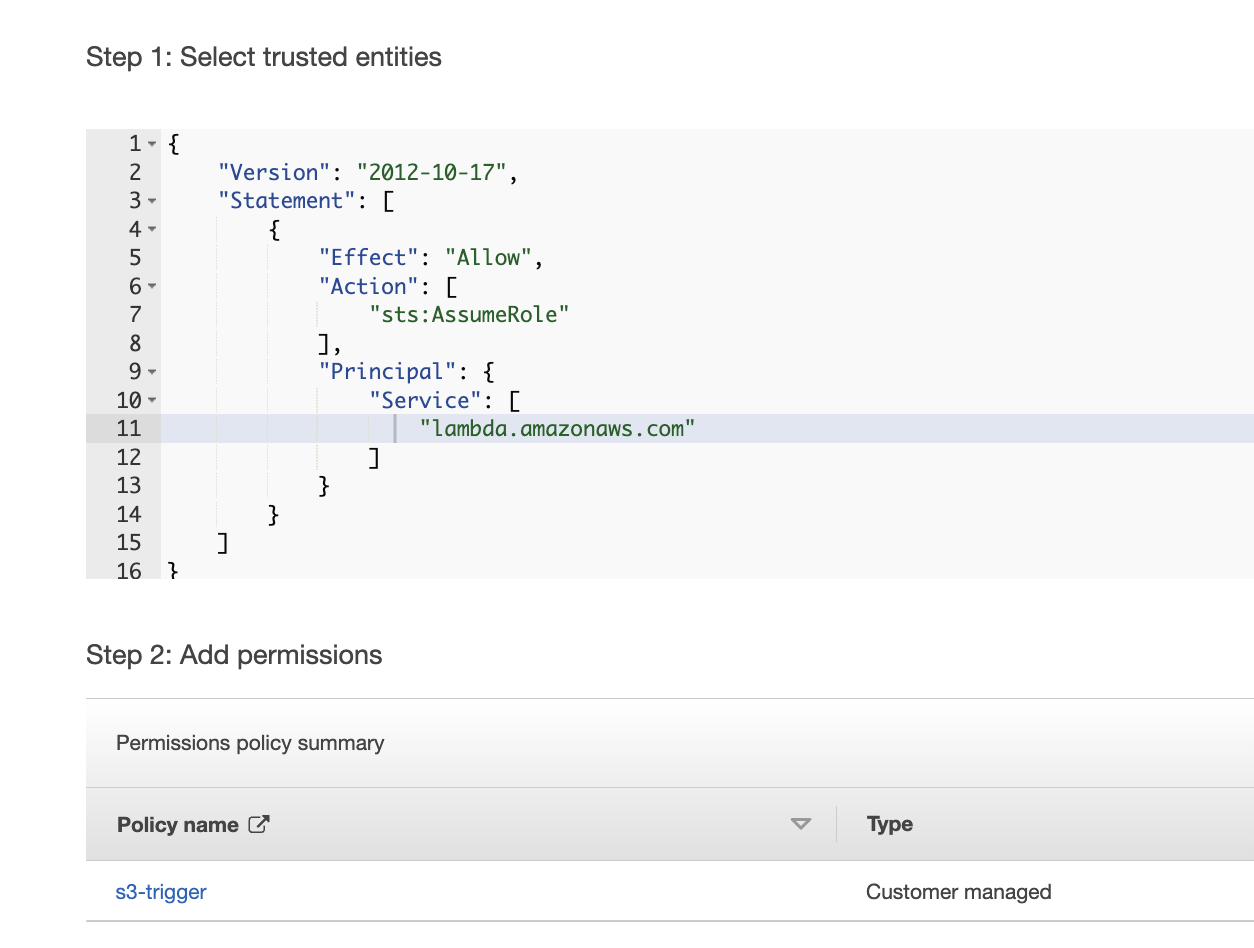 Step 1: Select trusted entities
1 {
2 "Version": "2012-10-17",
3 "Statement": [
4 {
5 "Effect": "Allow",
6 "Action": [
7 "sts:AssumeRole"
8 ],
9 "Principal": {
10 "Service": [
11 "lambda.amazonaws.com"
12 ]
13 }
14 }
15 ]
16 }
Step 2: Add permissions
Permissions policy summary
Policy name Type
s3-trigger Customer managed